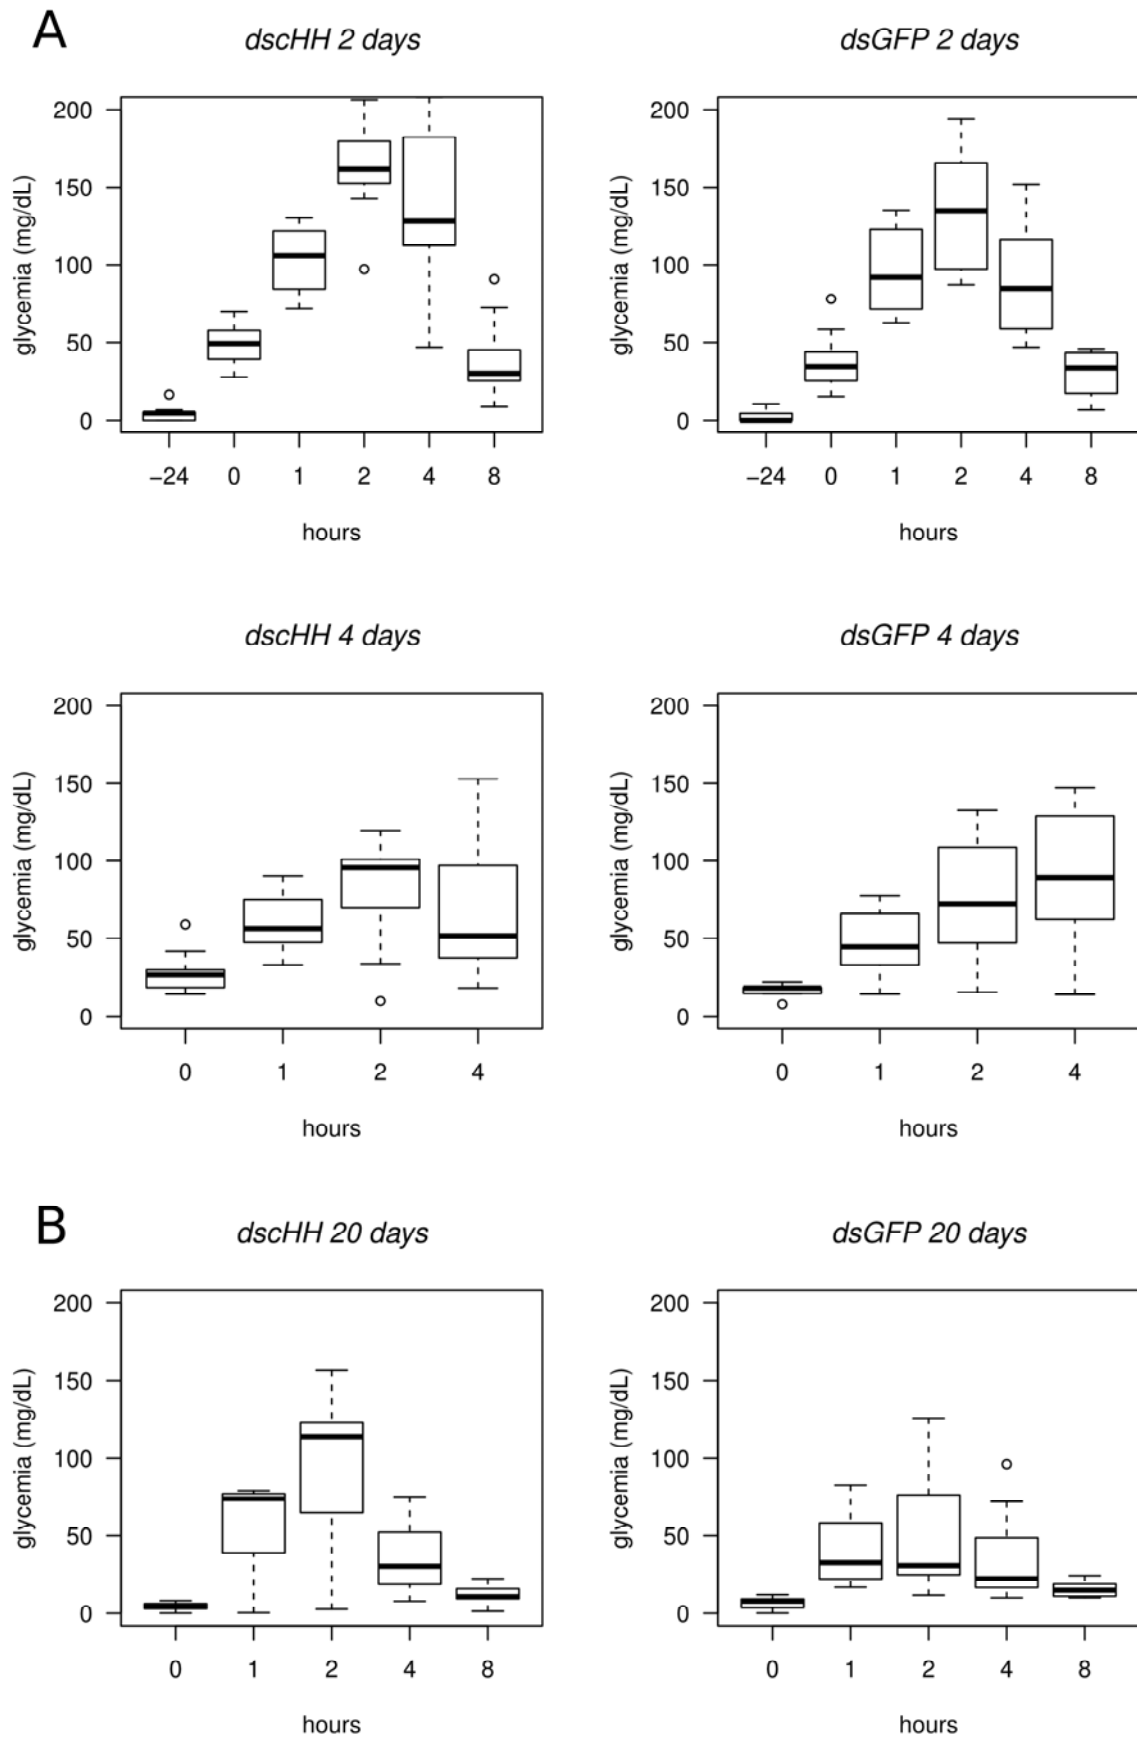 A
dscHH 2 days
glycemia (mg/dL)
200
150
100
50
0
−24 0 1 2 4 8
hours
dsGFP 2 days
glycemia (mg/dL)
200
150
100
50
0
−24 0 1 2 4 8
hours
dscHH 4 days
glycemia (mg/dL)
200
150
100
50
0
0 1 2 4
hours
dsGFP 4 days
glycemia (mg/dL)
200
150
100
50
0
0 1 2 4
hours
B
dscHH 20 days
glycemia (mg/dL)
200
150
100
50
0
0 1 2 4 8
hours
dsGFP 20 days
glycemia (mg/dL)
200
150
100
50
0
0 1 2 4 8
hours